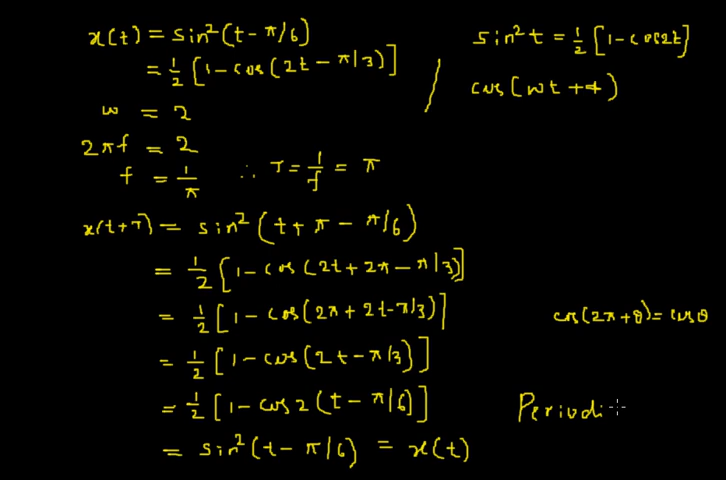 x(t) = sin²(t - π/6)
= 1/2 [1 - cos(2t - π/3)]
sin²t = 1/2 [1 - cos2t]
cos(wt + φ)
w = 2
2πf = 2
f = 1/π ∴ T = 1/f = π
x(t+T) = sin²(t + π - π/6)
= 1/2 [1 - cos(2t + 2π - π/3)]
= 1/2 [1 - cos(2π + 2t - π/3)] cos(2π + θ) = cosθ
= 1/2 [1 - cos(2t - π/3)]
= 1/2 [1 - cos2(t - π/6)] Periodi
= sin²(t - π/6) = x(t)